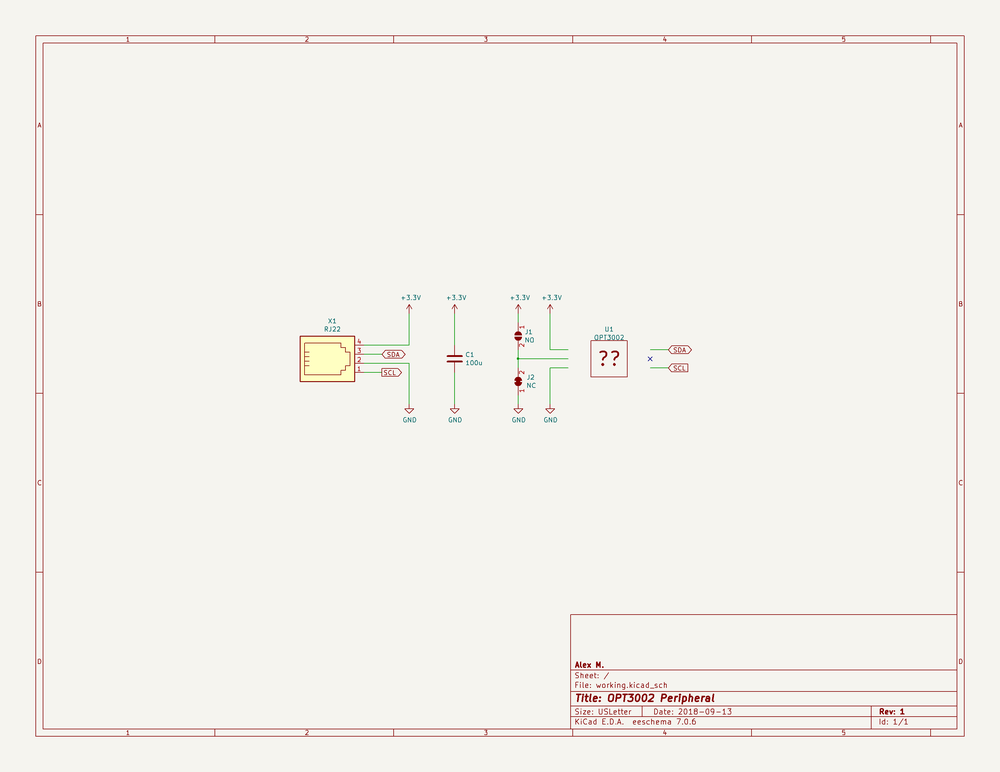 1 2 3 4 5
A A
+3.3V +3.3V +3.3V +3.3V
B B
X1
RJ22
4
3 SDA
2
1 SCL
C1
100u
1
J1
NO
2
2
J2
NC
1
U1
OPT3002
??
SDA
SCL
GND GND GND GND
C C
D D
Alex M.
Sheet: /
File: working.kicad_sch
Title: OPT3002 Peripheral
Size: USLetter Date: 2018-09-13 Rev: 1
KiCad E.D.A. eeschema 7.0.6 Id: 1/1
1 2 3 4 5